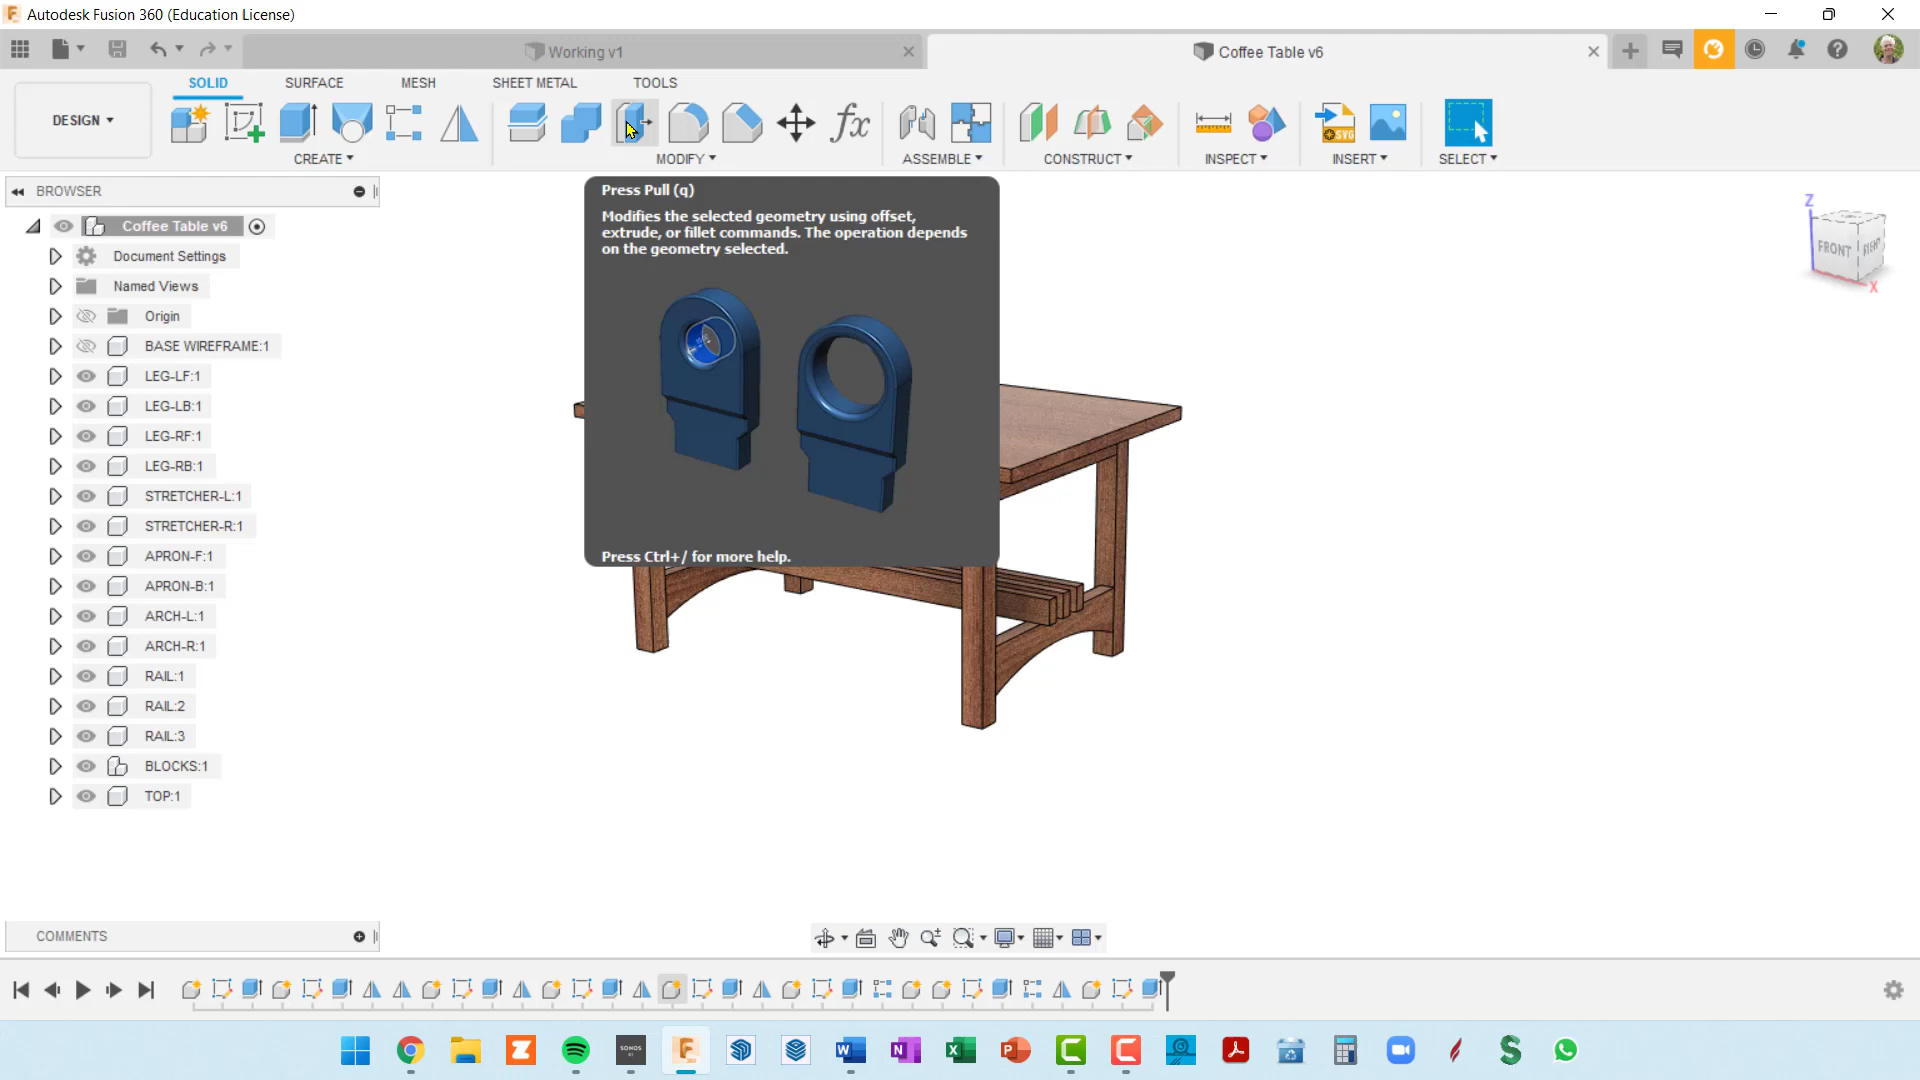 Autodesk Fusion 360 (Education License)
Working v1
Coffee Table v6
SOLID SURFACE MESH SHEET METAL TOOLS
DESIGN
CREATE MODIFY ASSEMBLE CONSTRUCT INSPECT INSERT SELECT
SVG
BROWSER
Coffee Table v6
Document Settings
Named Views
Origin
BASE WIREFRAME:1
LEG-LF:1
LEG-LB:1
LEG-RF:1
LEG-RB:1
STRETCHER-L:1
STRETCHER-R:1
APRON-F:1
APRON-B:1
ARCH-L:1
ARCH-R:1
RAIL:1
RAIL:2
RAIL:3
BLOCKS:1
TOP:1
Press Pull (q)
Modifies the selected geometry using offset,
extrude, or fillet commands. The operation depends
on the geometry selected.
Press Ctrl+/ for more help.
Z
FRONT RIGHT
X
COMMENTS
SONOS